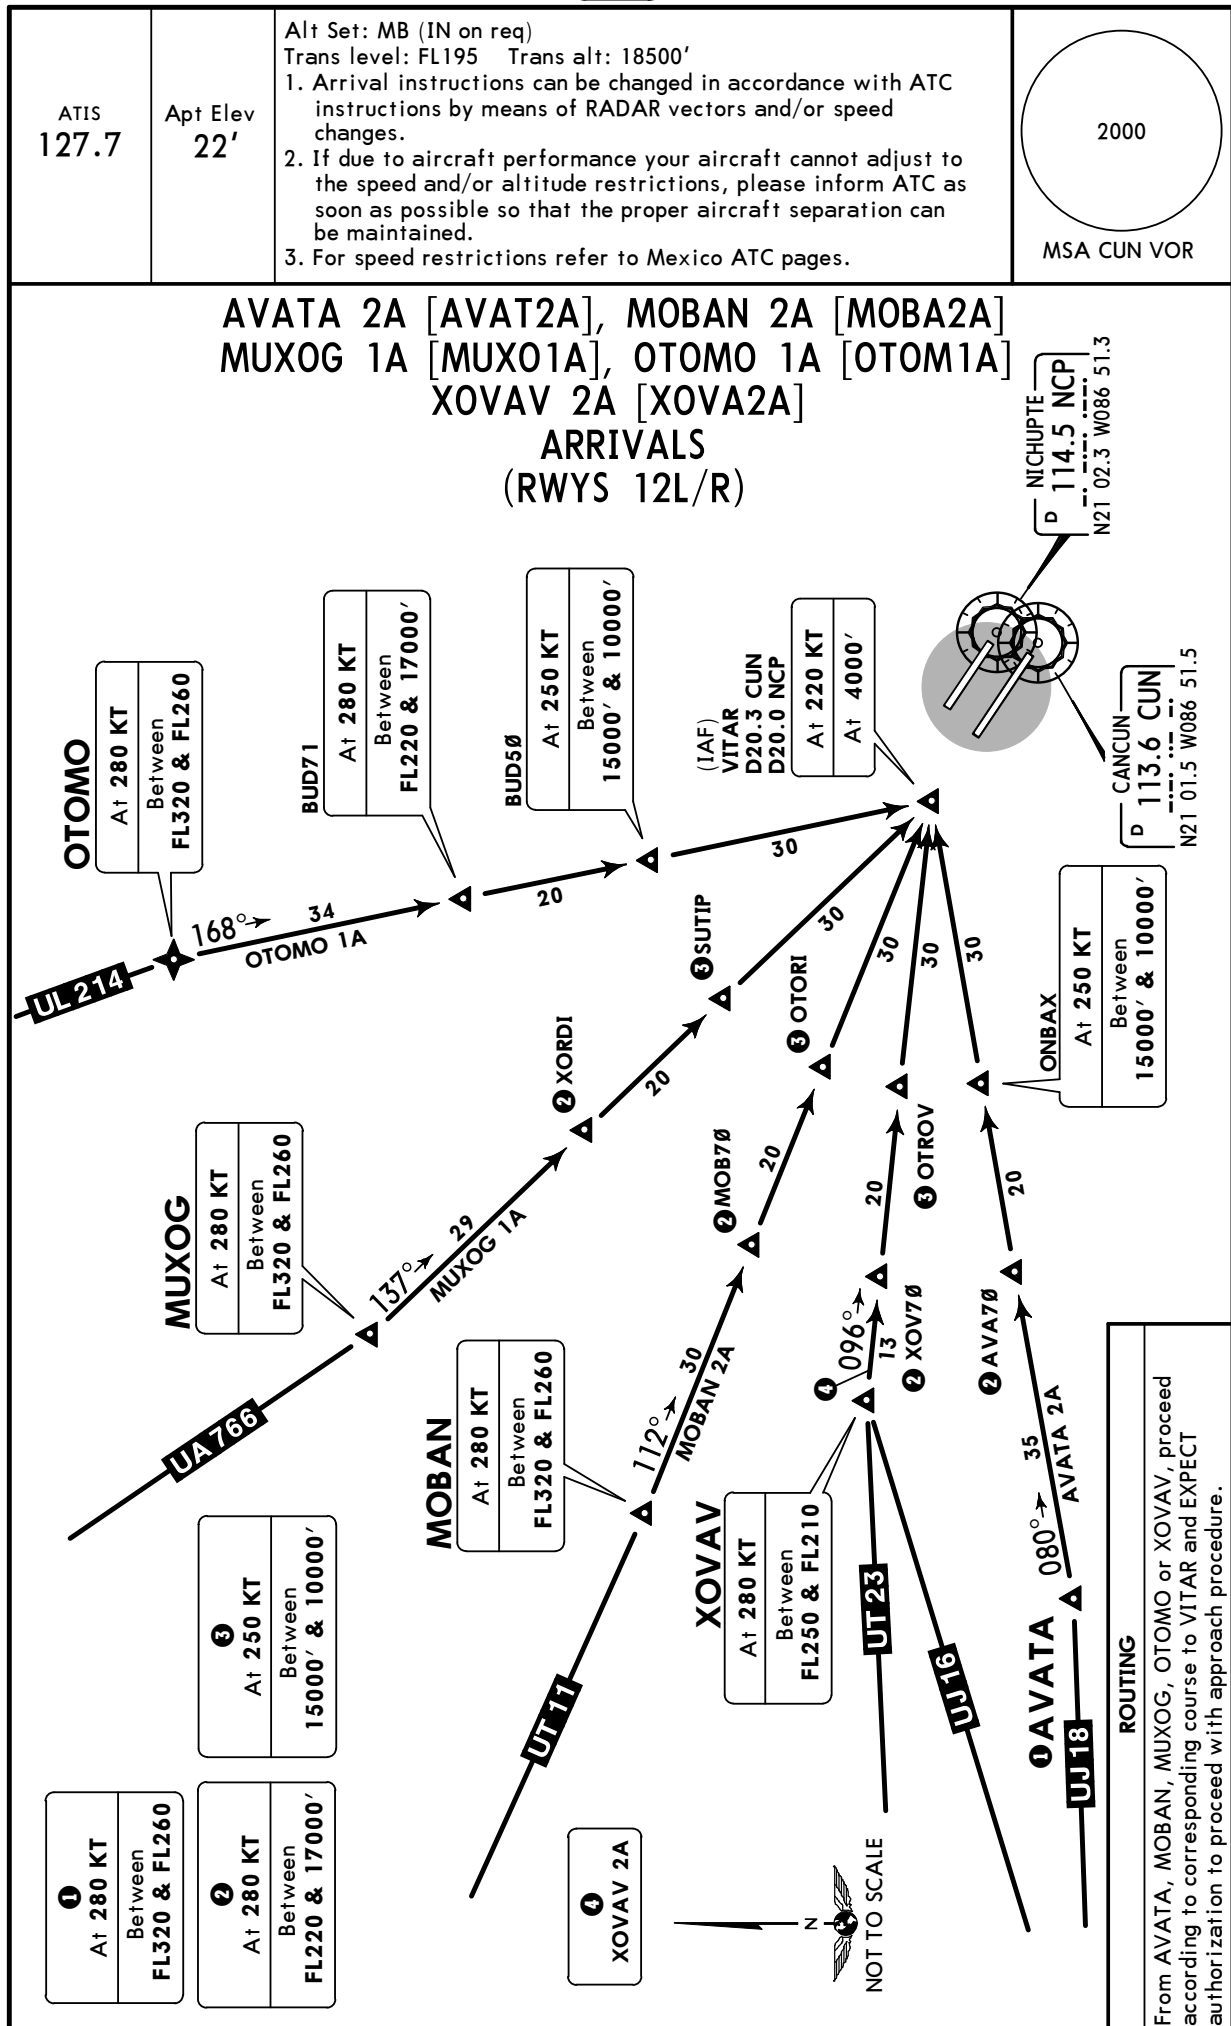 ATIS
127.7
Apt Elev
22'
Alt Set: MB (IN on req)
Trans level: FL195 Trans alt: 18500'
1. Arrival instructions can be changed in accordance with ATC
instructions by means of RADAR vectors and/or speed
changes.
2. If due to aircraft performance your aircraft cannot adjust to
the speed and/or altitude restrictions, please inform ATC as
soon as possible so that the proper aircraft separation can
be maintained.
3. For speed restrictions refer to Mexico ATC pages.
2000
MSA CUN VOR
AVATA 2A [AVAT2A], MOBAN 2A [MOBA2A]
MUXOG 1A [MUXO1A], OTOMO 1A [OTOM1A]
XOVAV 2A [XOVA2A]
ARRIVALS
(RWYS 12L/R)
NICHUPTE
D 114.5 NCP
N21 02.3 W086 51.3
CANCUN
D 113.6 CUN
N21 01.5 W086 51.5
(IAF)
VITAR
D20.3 CUN
D20.0 NCP
At 220 KT
At 4000'
OTOMO
At 280 KT
Between
FL320 & FL260
UL 214
168°
34
OTOMO 1A
BUD71
At 280 KT
Between
FL220 & 17000'
20
BUD5Ø
At 250 KT
Between
15000' & 10000'
30
MUXOG
At 280 KT
Between
FL320 & FL260
UA 766
137°
29
MUXOG 1A
2 XORDI
20
3 SUTIP
30
MOBAN
At 280 KT
Between
FL320 & FL260
UT 11
112°
30
MOBAN 2A
2 MOB7Ø
20
3 OTORI
30
XOVAV
At 280 KT
Between
FL250 & FL210
UT 23
UJ 16
4
096°
13
2 XOV7Ø
20
3 OTROV
30
1 AVATA
UJ 18
080°
35
AVATA 2A
2 AVA7Ø
20
ONBAX
At 250 KT
Between
15000' & 10000'
30
1
At 280 KT
Between
FL320 & FL260
2
At 280 KT
Between
FL220 & 17000'
3
At 250 KT
Between
15000' & 10000'
4
XOVAV 2A
N
NOT TO SCALE
ROUTING
From AVATA, MOBAN, MUXOG, OTOMO or XOVAV, proceed
according to corresponding course to VITAR and EXPECT
authorization to proceed with approach procedure.